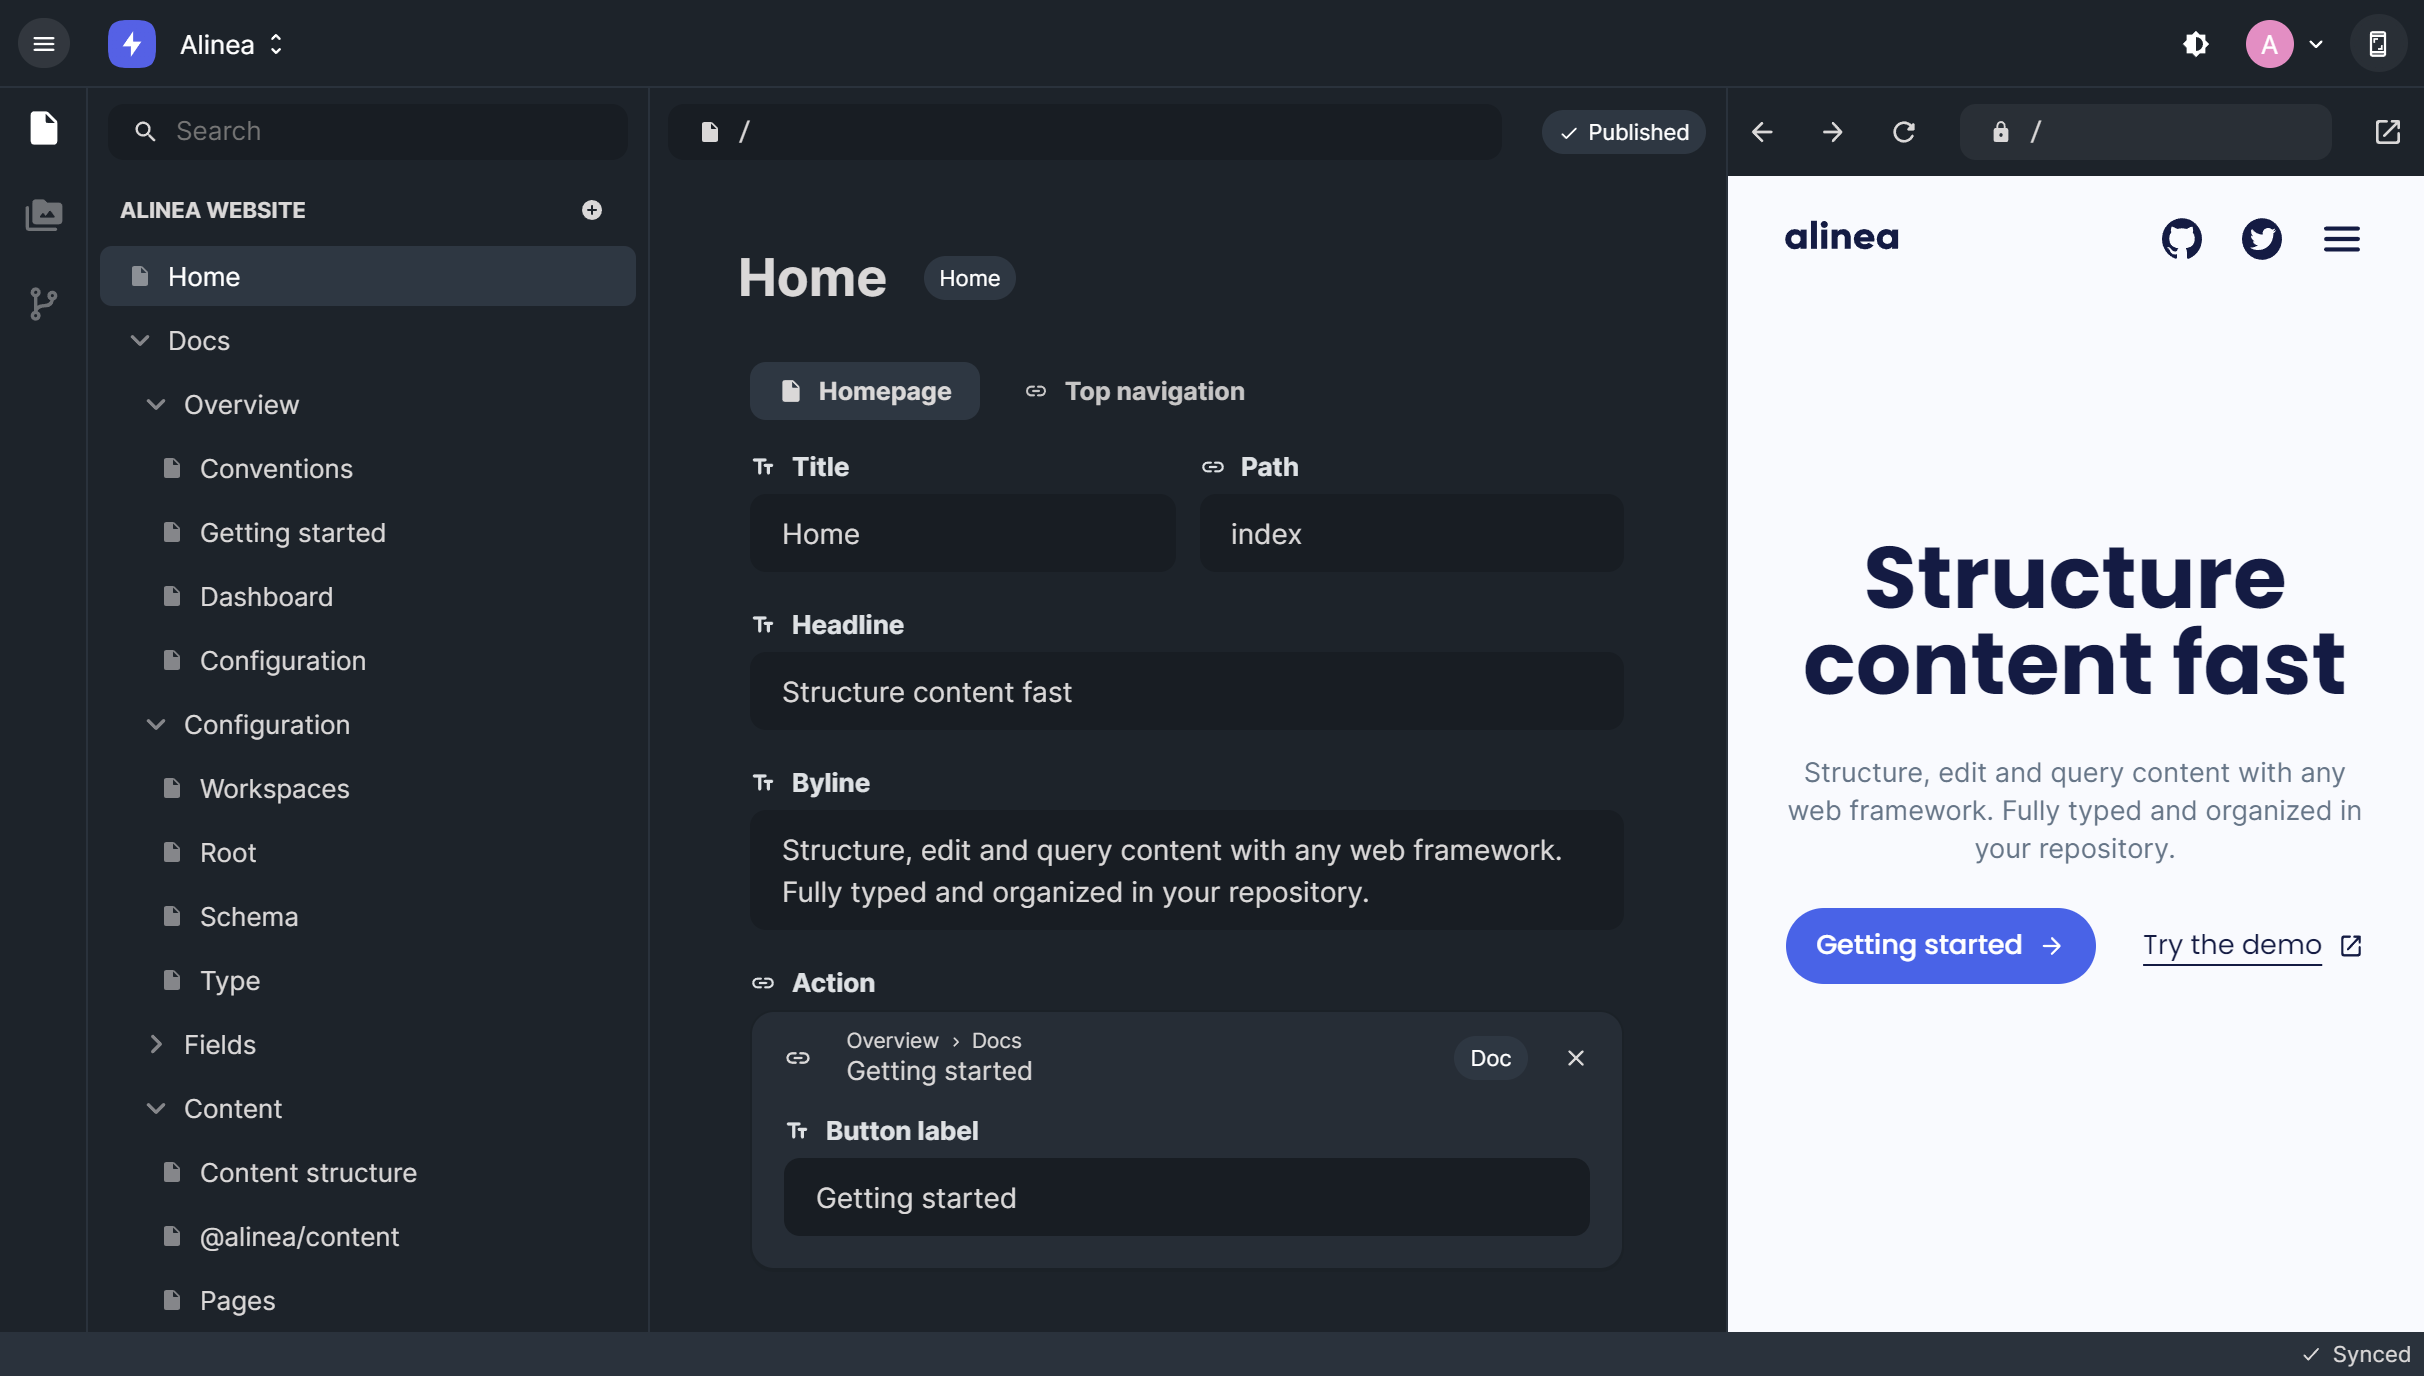 Alinea
A
Search
ALINEA WEBSITE
Home
Docs
Overview
Conventions
Getting started
Dashboard
Configuration
Configuration
Workspaces
Root
Schema
Type
Fields
Content
Content structure
@alinea/content
Pages
/
Published
Home
Home
Homepage
Top navigation
Title
Home
Path
index
Headline
Structure content fast
Byline
Structure, edit and query content with any web framework.
Fully typed and organized in your repository.
Action
Overview › Docs
Getting started
Doc
Button label
Getting started
/
alinea
Structure
content fast
Structure, edit and query content with any
web framework. Fully typed and organized in
your repository.
Getting started
Try the demo
Synced